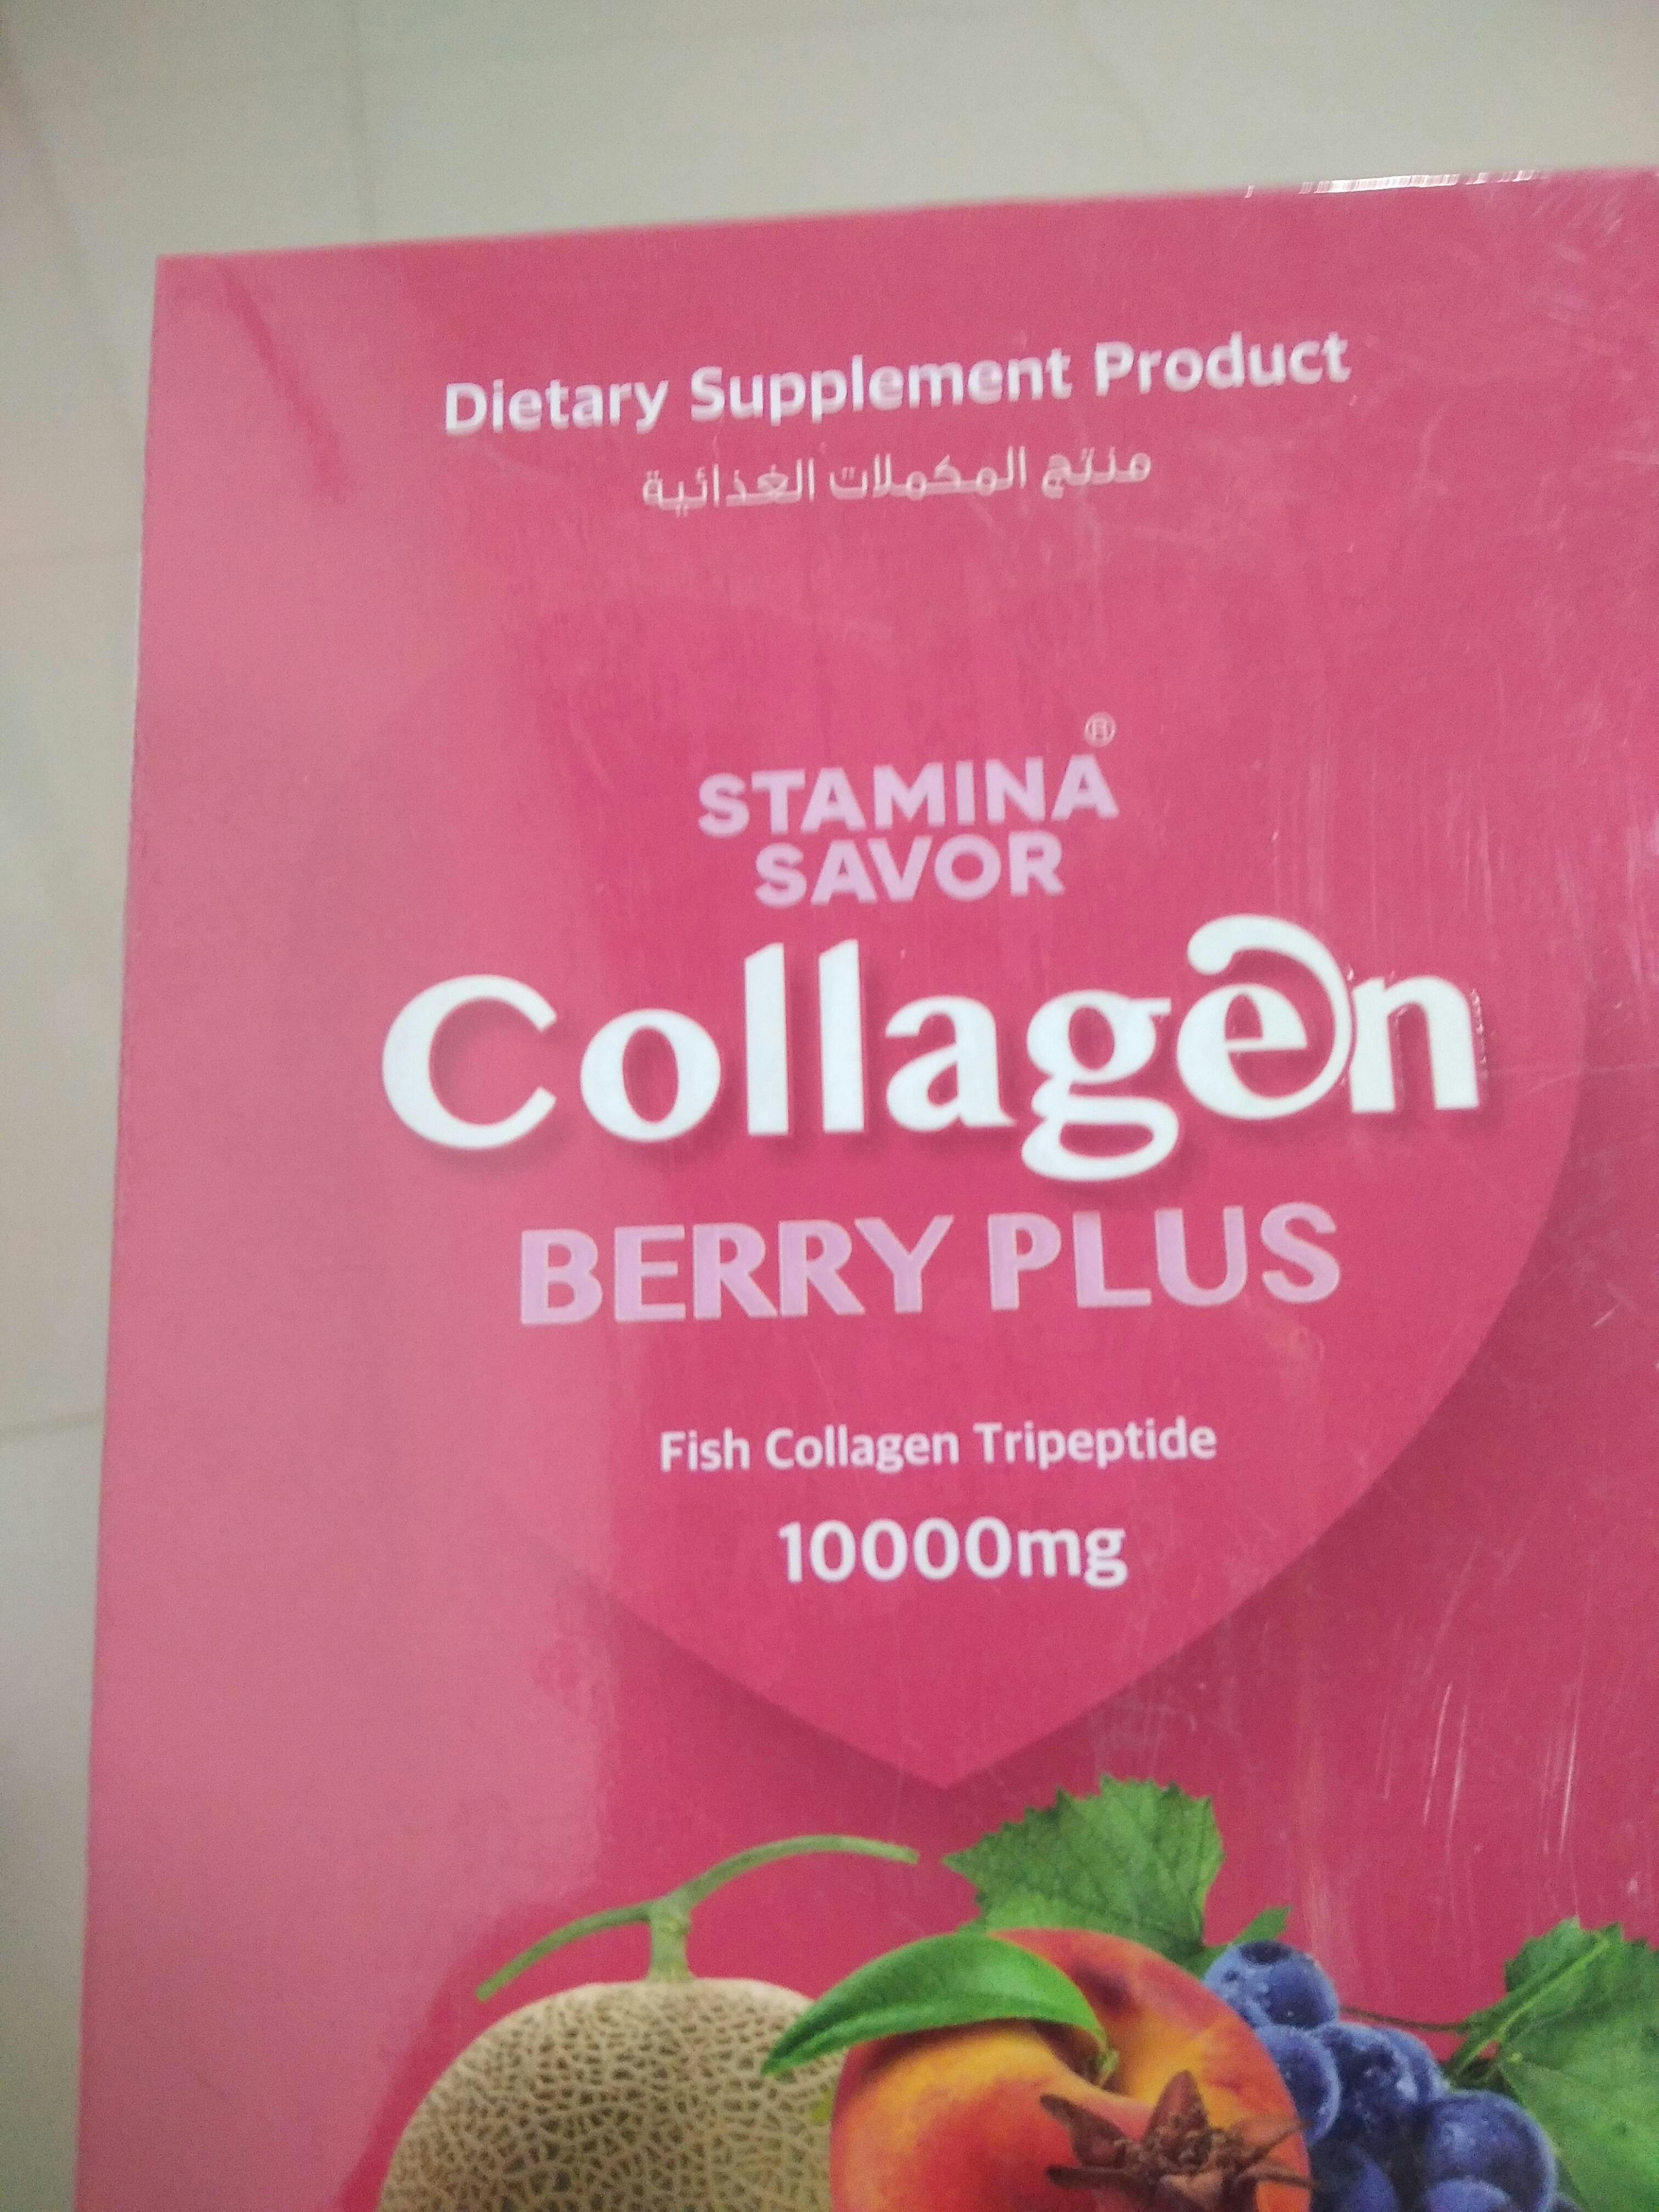 Dietary Supplement Product
منتج المكملات الغذائية
STAMINA®
SAVOR
Collagen
BERRY PLUS
Fish Collagen Tripeptide
10000mg